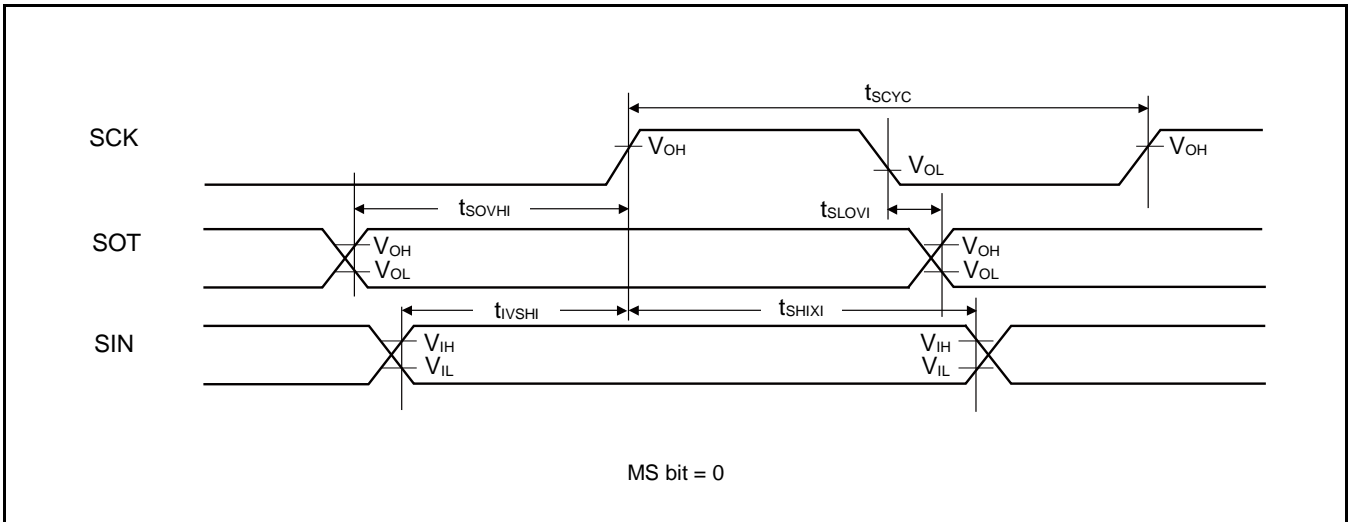 tSCYC
SCK
VOH
VOL
VOH
tSOVHI
tSLOVI
SOT
VOH
VOL
VOH
VOL
tIVSHI
tSHIXI
SIN
VIH
VIL
VIH
VIL
MS bit = 0